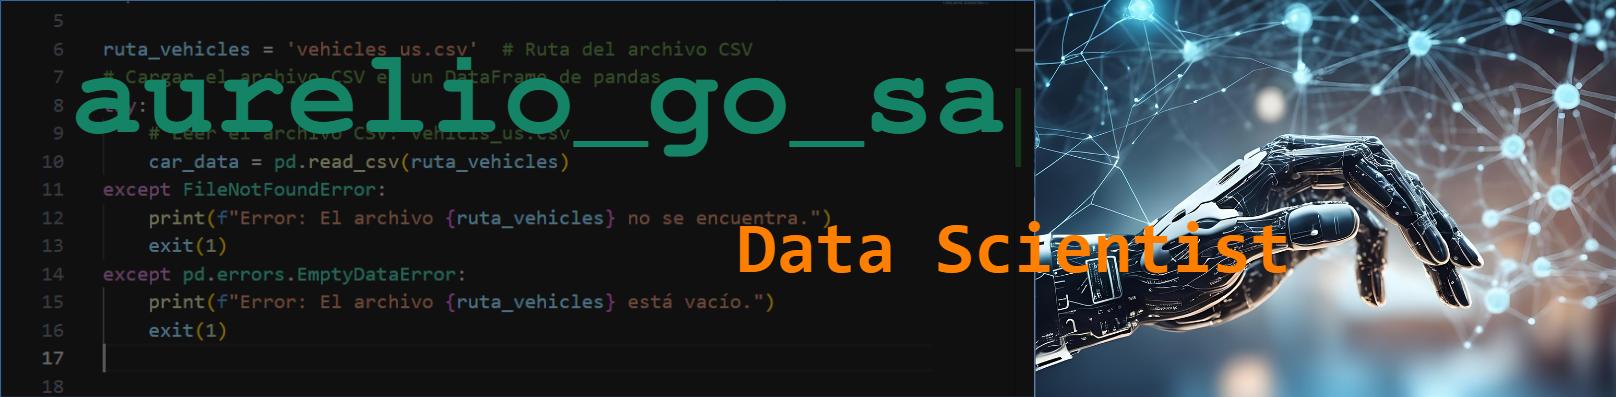 5
6 ruta_vehicles = 'vehicles_us.csv' # Ruta del archivo CSV
7 # Cargar el archivo CSV en un DataFrame de pandas
aurelio_go_sa
8 try:
9 # Leer el archivo CSV: vehicls_us.csv
10 car_data = pd.read_csv(ruta_vehicles)
11 except FileNotFoundError:
12 print(f"Error: El archivo {ruta_vehicles} no se encuentra.")
13 exit(1)
Data Scientist
14 except pd.errors.EmptyDataError:
15 print(f"Error: El archivo {ruta_vehicles} está vacío.")
16 exit(1)
17
18